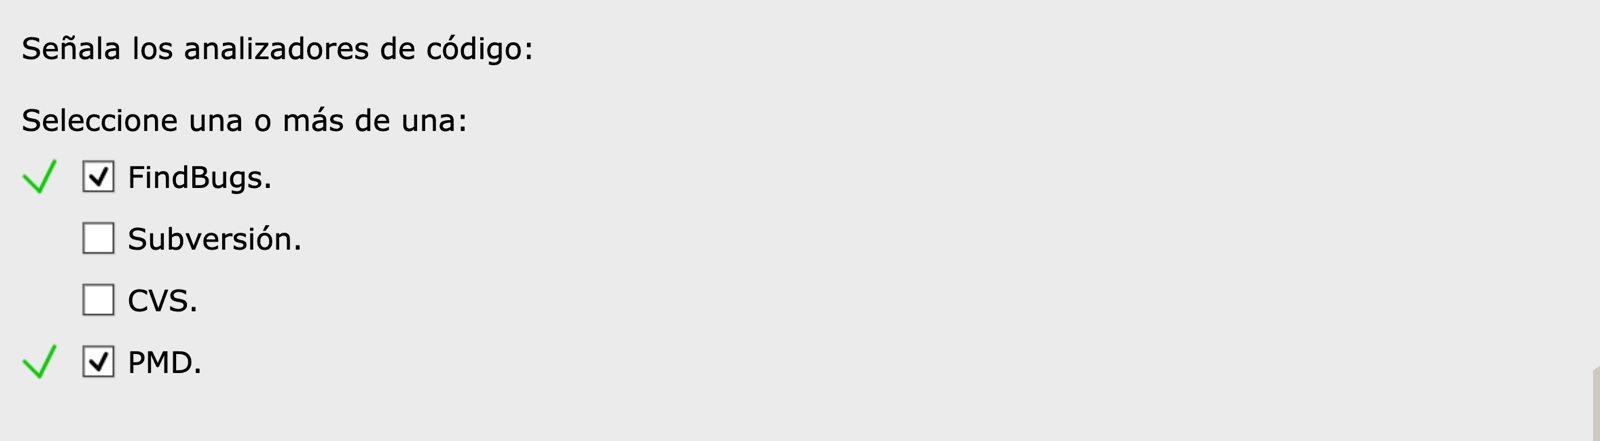 Señala los analizadores de código:
Seleccione una o más de una:
FindBugs.
Subversión.
CVS.
PMD.